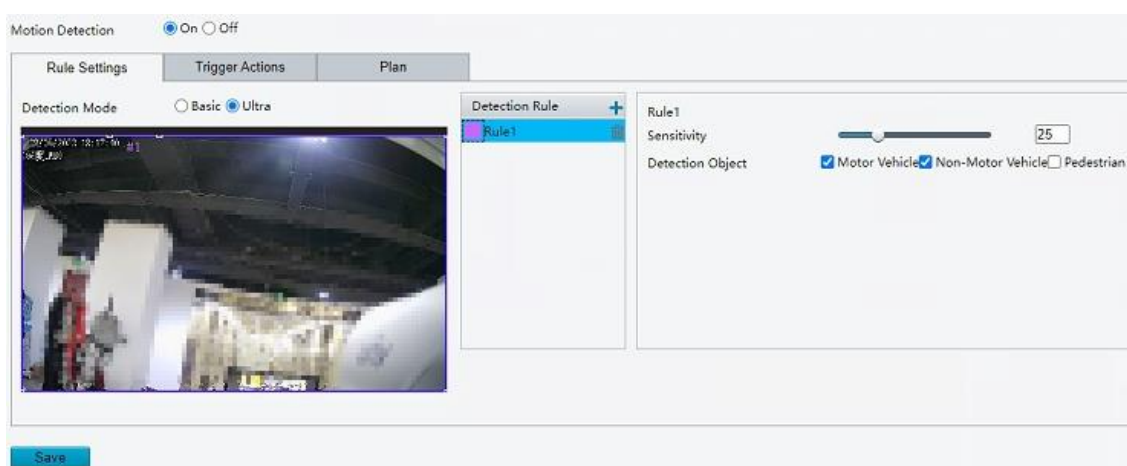 Motion Detection On Off
Rule Settings Trigger Actions Plan
Detection Mode Basic Ultra
Detection Rule +
Rule1
Rule1
Sensitivity 25
Detection Object Motor Vehicle Non-Motor Vehicle Pedestrian
#1
Save